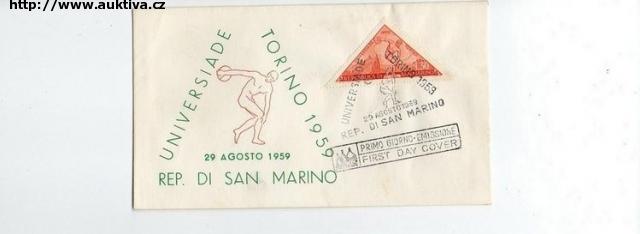 http://www.auktiva.cz
UNIVERSIADE
TORINO 1959
29 AGOSTO 1959
REP. DI SAN MARINO
UNIVERSIADE
TORINO 1959
29 AGOSTO 1959
REP. DI SAN MARINO
PRIMO GIORNO-EMISSIONE
FIRST DAY COVER